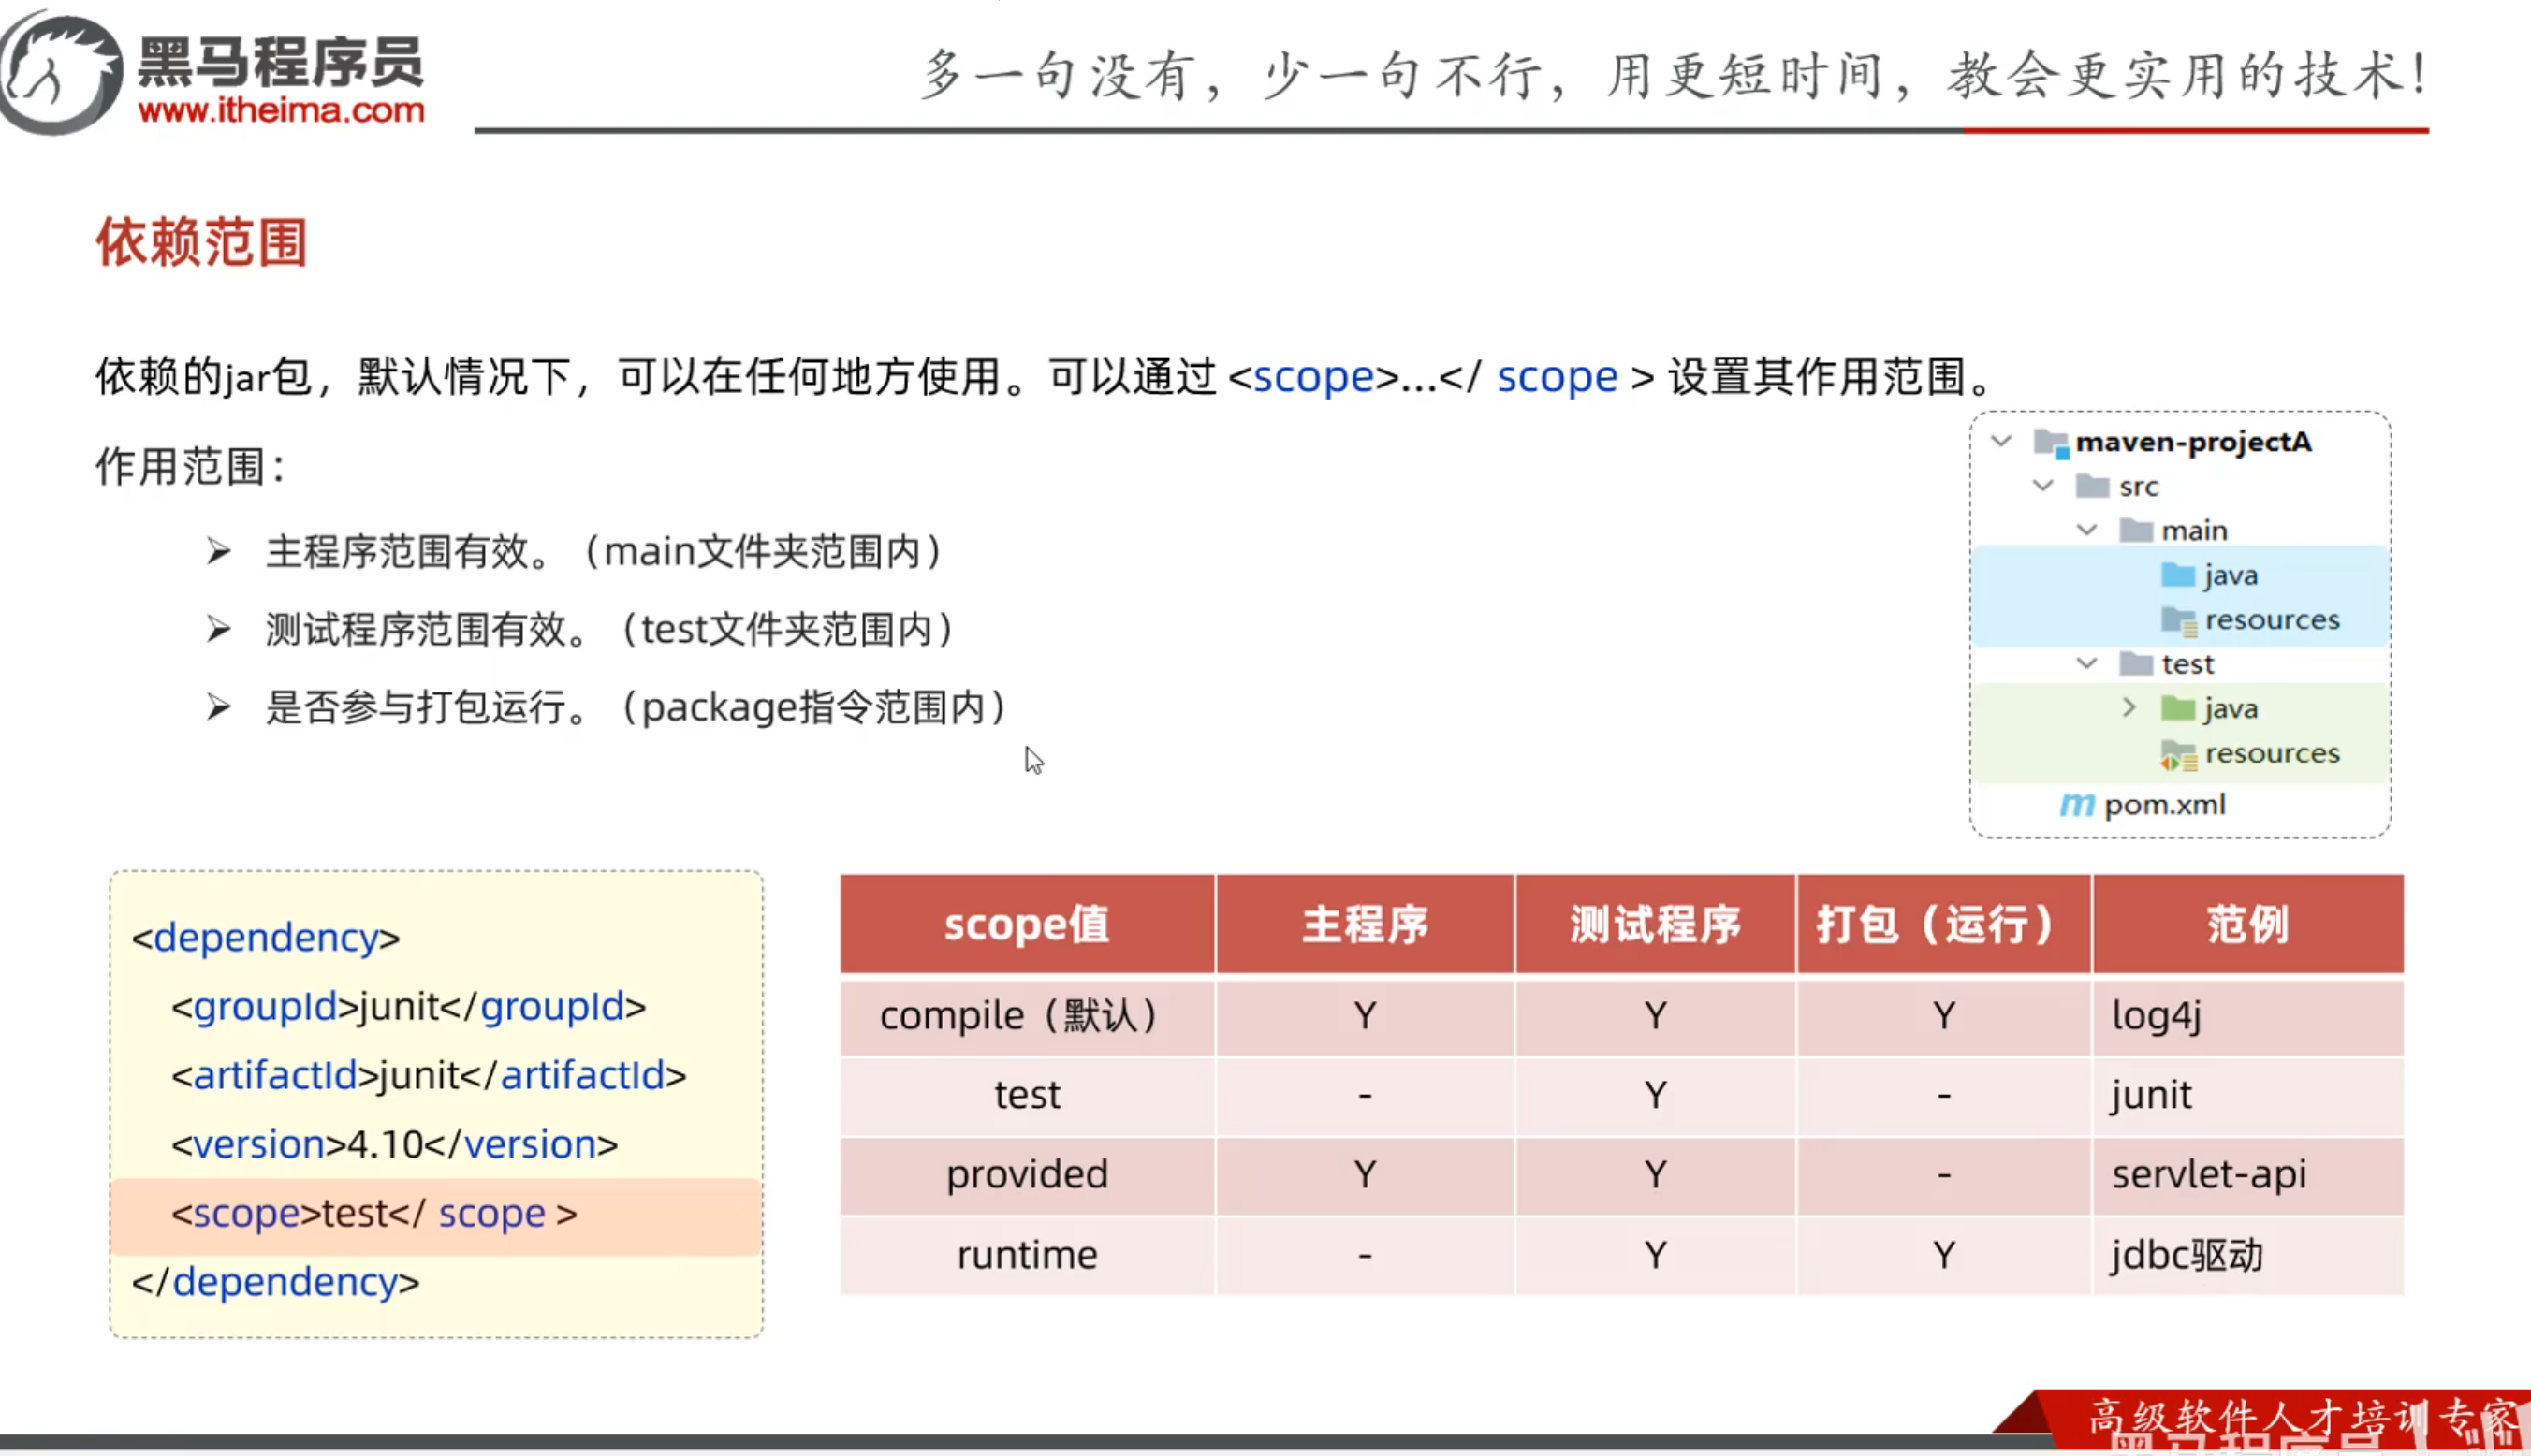 黑马程序员
www.itheima.com
多一句没有，少一句不行，用更短时间，教会更实用的技术！
依赖范围
依赖的jar包，默认情况下，可以在任何地方使用。可以通过 <scope>...</ scope > 设置其作用范围。
作用范围：
➢ 主程序范围有效。（main文件夹范围内）
➢ 测试程序范围有效。（test文件夹范围内）
➢ 是否参与打包运行。（package指令范围内）
maven-projectA
src
main
java
resources
test
java
resources
m pom.xml
<dependency>
<groupId>junit</groupId>
<artifactId>junit</artifactId>
<version>4.10</version>
<scope>test</ scope >
</dependency>
scope值 主程序 测试程序 打包（运行） 范例
compile（默认） Y Y Y log4j
test - Y - junit
provided Y Y - servlet-api
runtime - Y Y jdbc驱动
高级软件人才培训专家
黑马程序员